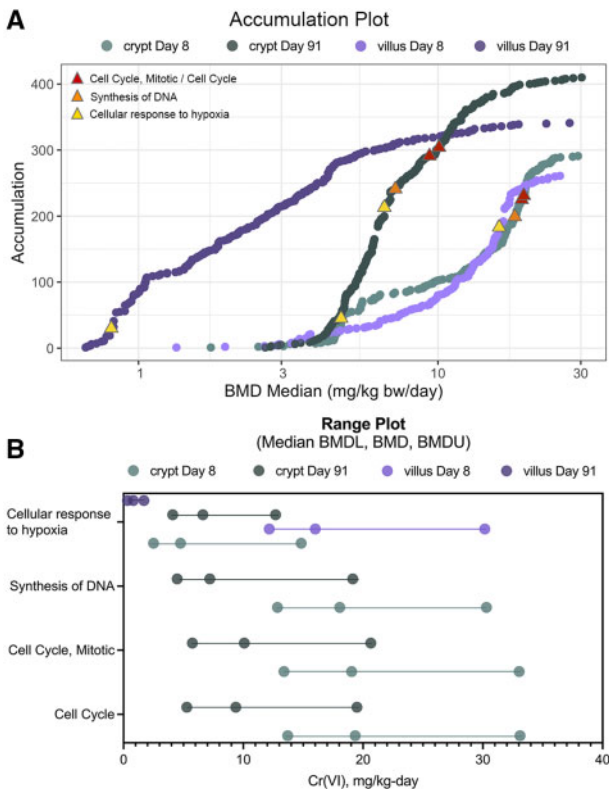 A
Accumulation Plot
crypt Day 8 crypt Day 91 villus Day 8 villus Day 91
Cell Cycle, Mitotic / Cell Cycle
Synthesis of DNA
Cellular response to hypoxia
Accumulation
400
300
200
100
0
1 3 10 30
BMD Median (mg/kg bw/day)
B
Range Plot
(Median BMDL, BMD, BMDU)
crypt Day 8 crypt Day 91 villus Day 8 villus Day 91
Cellular response
to hypoxia
Synthesis of DNA
Cell Cycle, Mitotic
Cell Cycle
0 10 20 30 40
Cr(VI), mg/kg-day